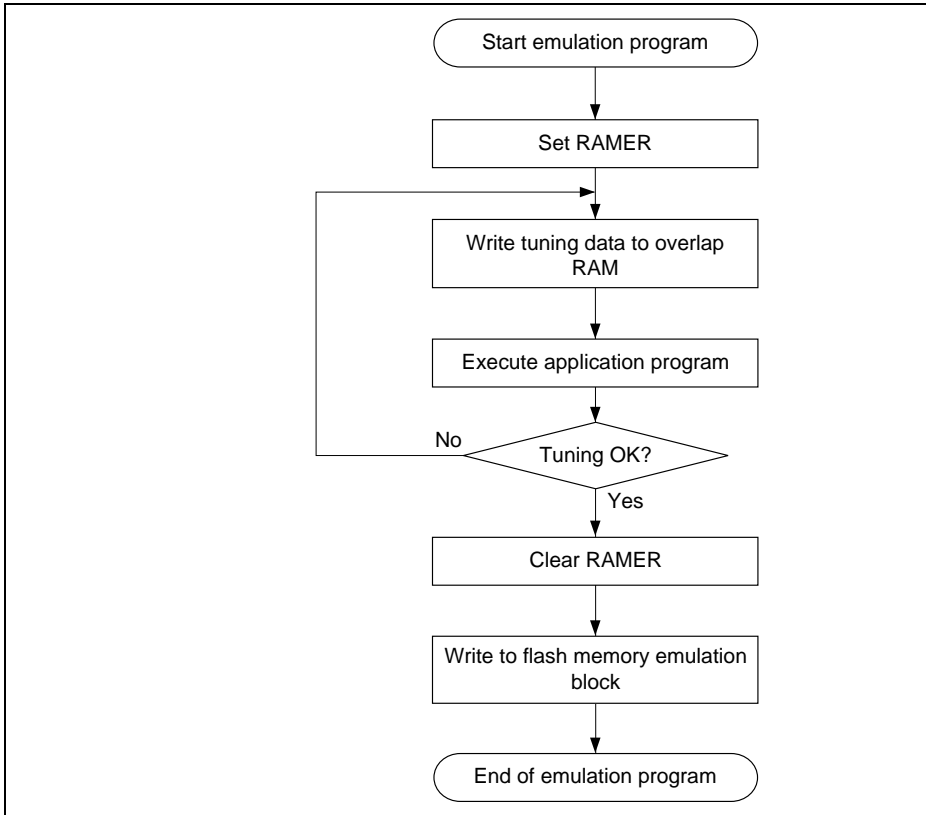 Start emulation program
Set RAMER
Write tuning data to overlap
RAM
Execute application program
No
Tuning OK?
Yes
Clear RAMER
Write to flash memory emulation
block
End of emulation program